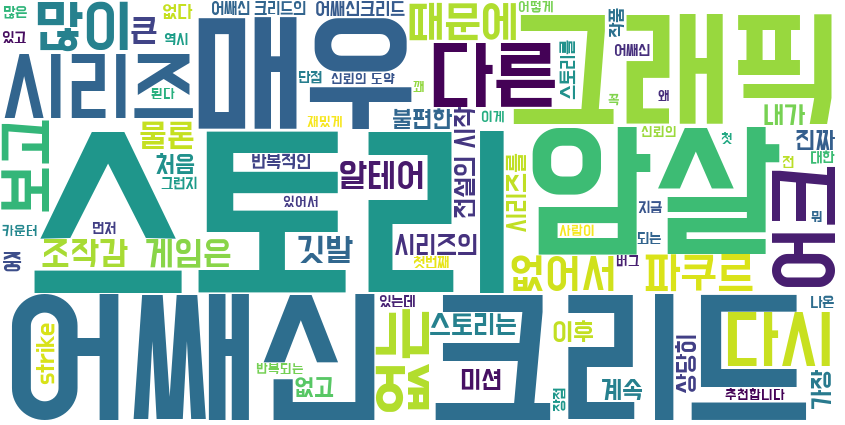 많은
있고
많이
큰
없다
역시
어쌔신 크리드의
어쌔신크리드
때문에
어떻게
작품
그래픽
시리즈
매우
단점
신뢰의 도약
다른
스토리를
어쌔신
왜
된다
깨
곡
내가
보고
물론
재밌게
불편한
이게
전설의 시작
신뢰의
첫
진짜
처음
반복적인
알테어
스토리
암살
시리즈를
전
대한
그런지
있어서
지금
뭐
카운터
먼저
깃발
시리즈의
사람이
되는
중
조작감
게임은
첫번째
없어서
버그
파쿠르
있는데
나온
어쌔신크리드
스토리는
이후
다시
상당히
strike
반복되는
없고
미션
계속
장점
추천합니다
가장